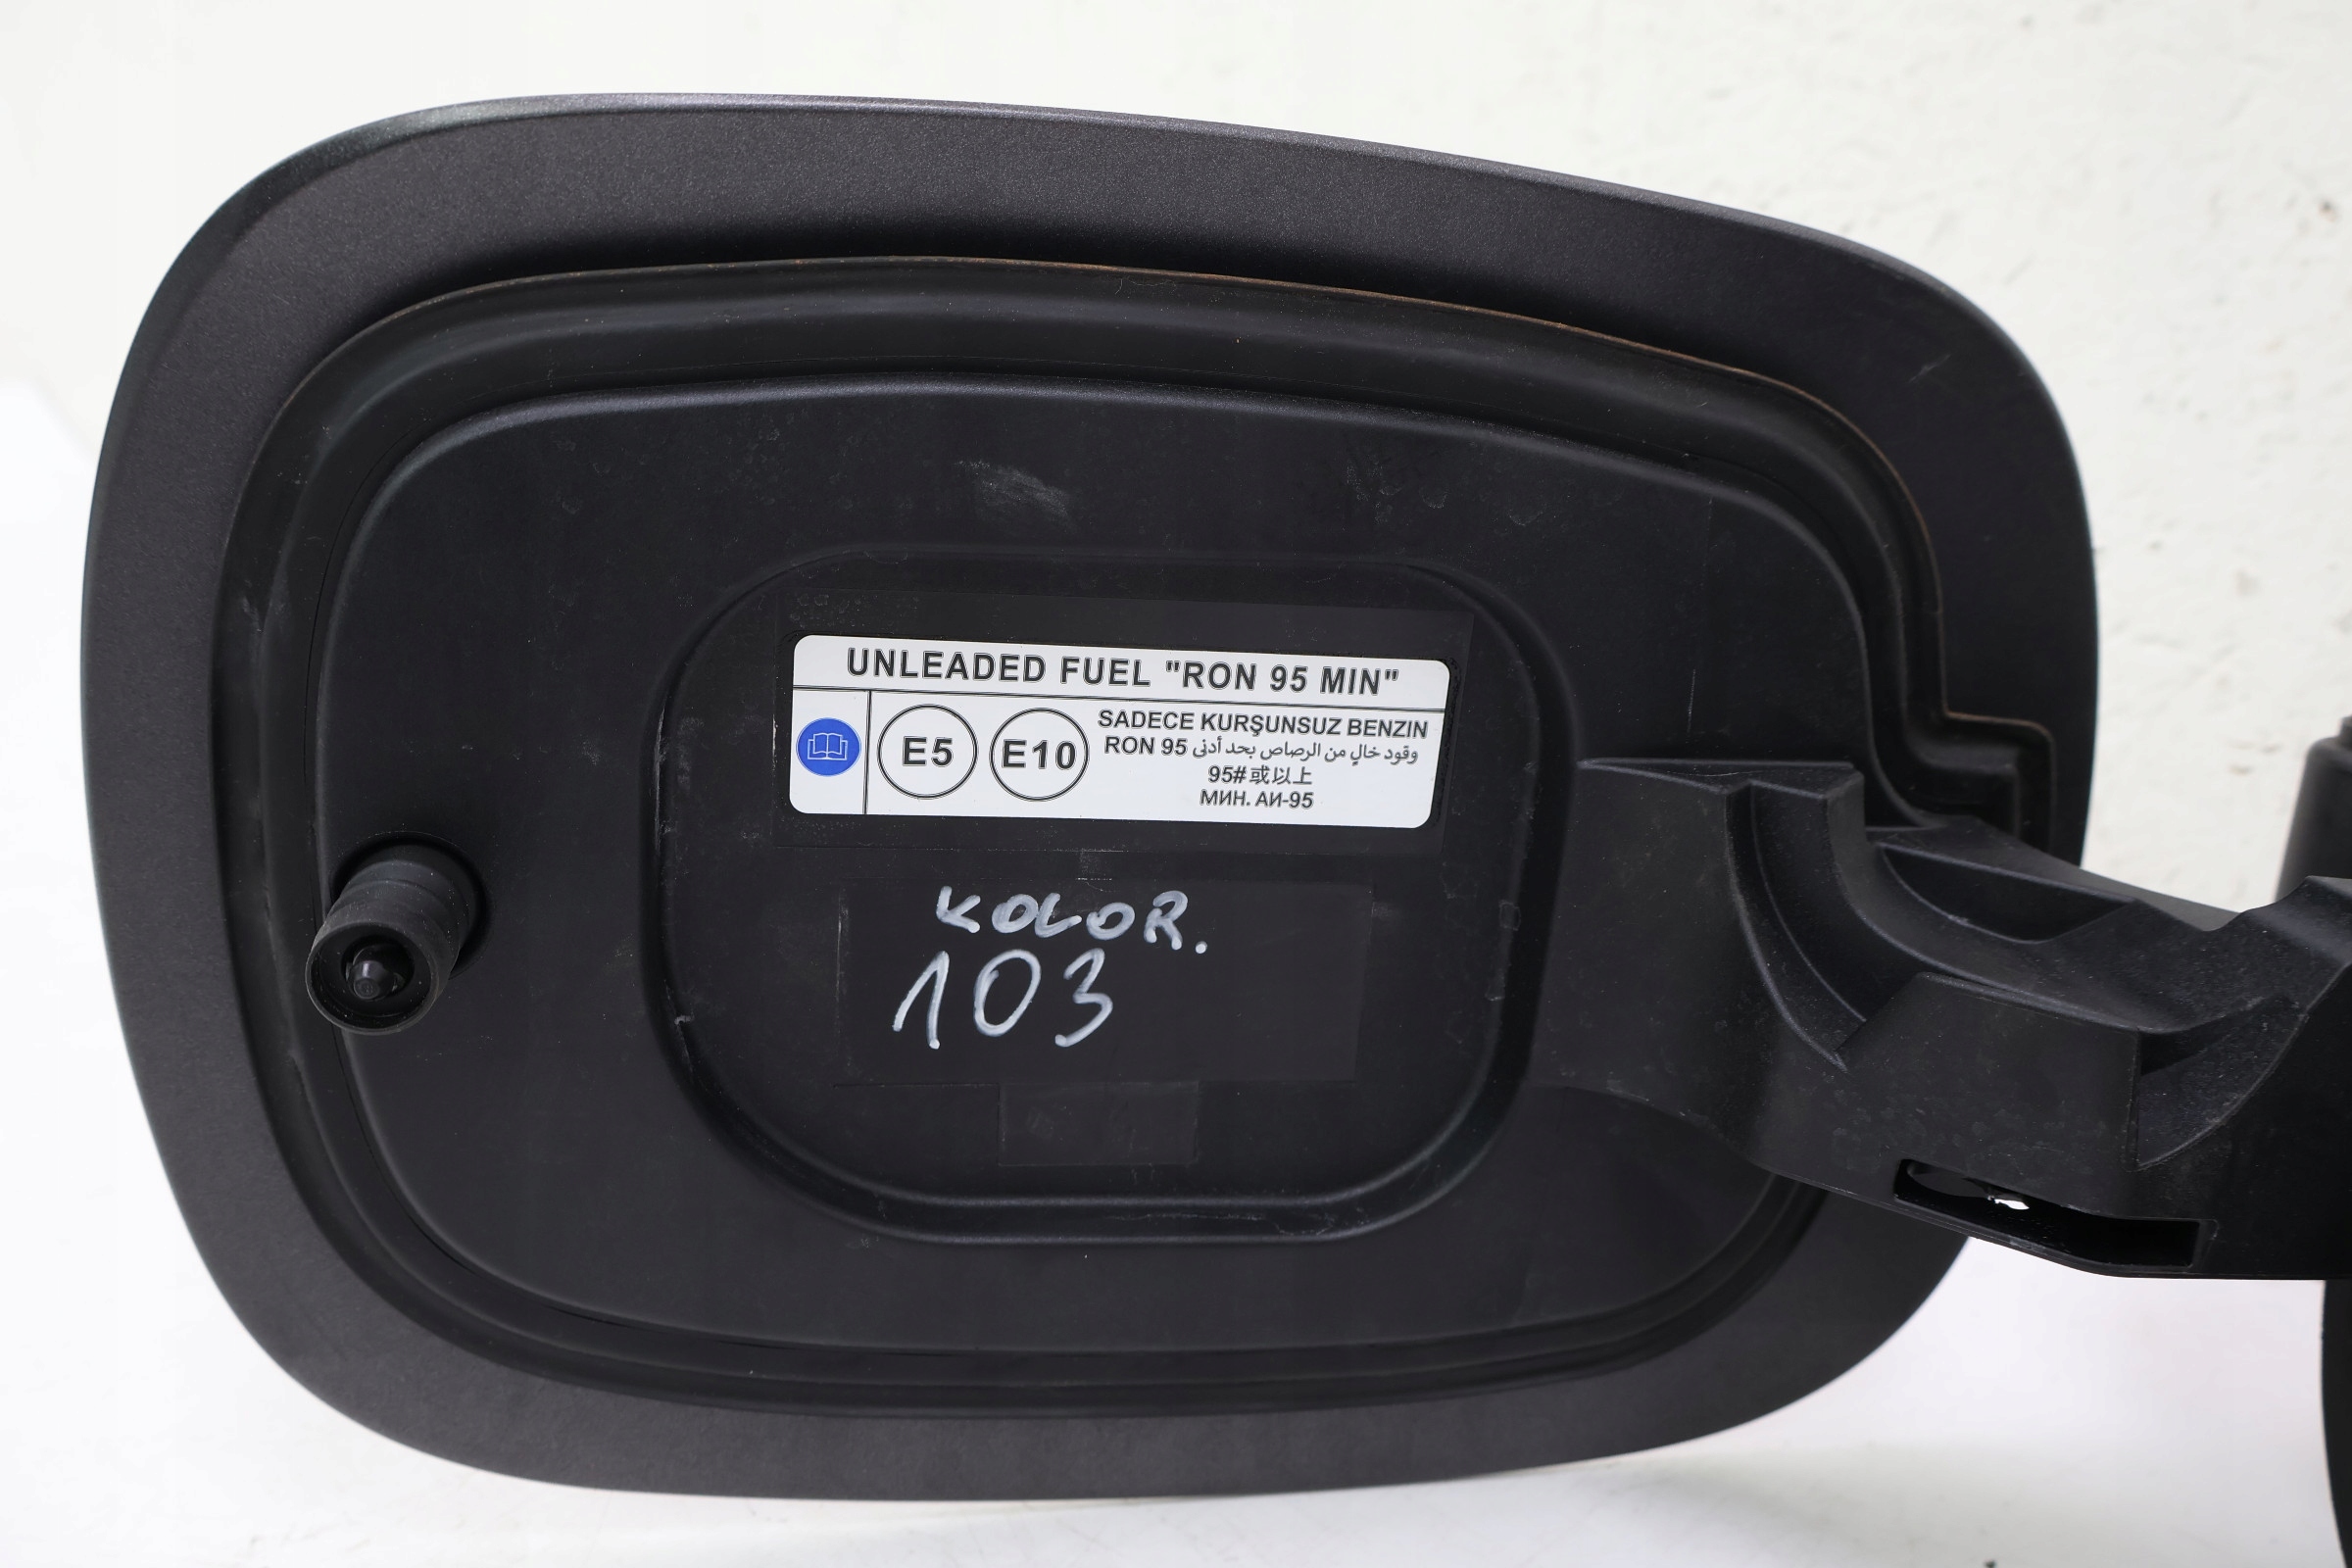 UNLEADED FUEL "RON 95 MIN"
E5 E10
SADECE KURŞUNSUZ BENZIN
RON 95 وقود خالٍ من الرصاص بحد أدنى
95#或以上
МИН. АИ-95
KOLOR.
103